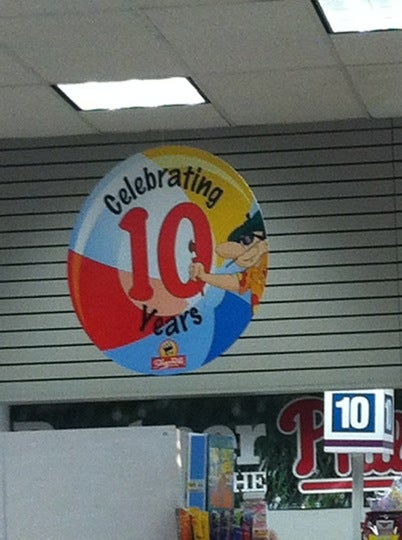 Celebrating
10
Years
ShopRite
10
THE